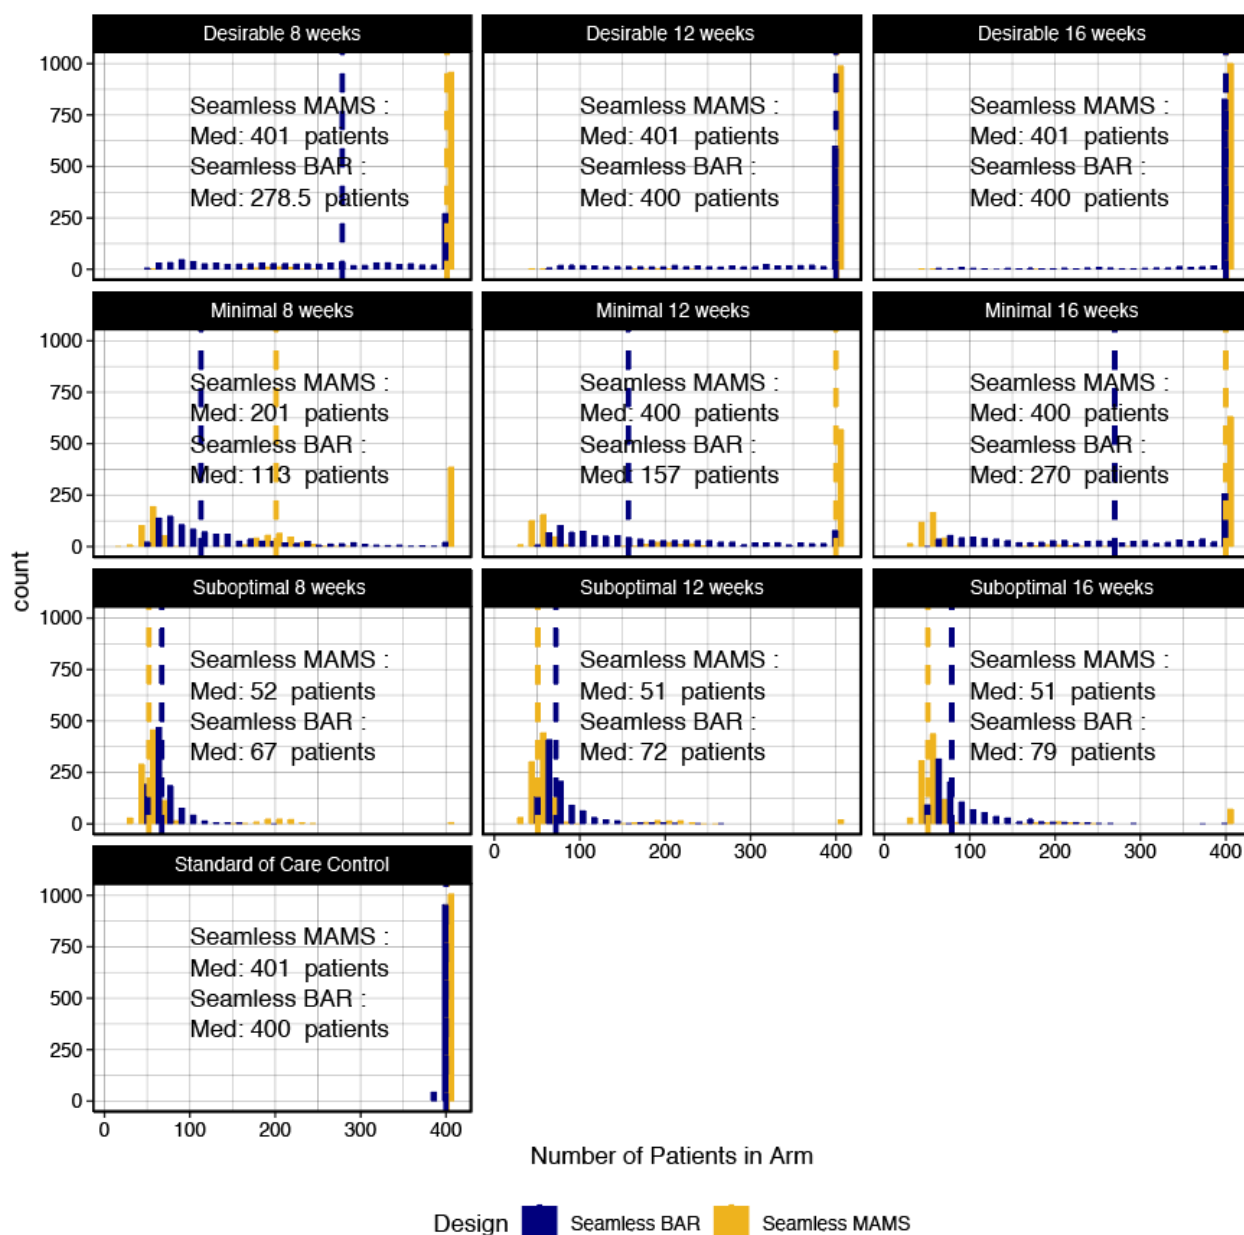 Desirable 8 weeks
Desirable 12 weeks
Desirable 16 weeks
1000
750
500
250
0
Seamless MAMS :
Med: 401 patients
Seamless BAR :
Med: 278.5 patients
Seamless MAMS :
Med: 401 patients
Seamless BAR :
Med: 400 patients
Seamless MAMS :
Med: 401 patients
Seamless BAR :
Med: 400 patients
Minimal 8 weeks
Minimal 12 weeks
Minimal 16 weeks
1000
750
500
250
0
Seamless MAMS :
Med: 201 patients
Seamless BAR :
Med: 113 patients
Seamless MAMS :
Med: 400 patients
Seamless BAR :
Med: 157 patients
Seamless MAMS :
Med: 400 patients
Seamless BAR :
Med: 270 patients
count
Suboptimal 8 weeks
Suboptimal 12 weeks
Suboptimal 16 weeks
1000
750
500
250
0
Seamless MAMS :
Med: 52 patients
Seamless BAR :
Med: 67 patients
Seamless MAMS :
Med: 51 patients
Seamless BAR :
Med: 72 patients
Seamless MAMS :
Med: 51 patients
Seamless BAR :
Med: 79 patients
0 100 200 300 400
0 100 200 300 400
Standard of Care Control
1000
750
500
250
0
Seamless MAMS :
Med: 401 patients
Seamless BAR :
Med: 400 patients
0 100 200 300 400
Number of Patients in Arm
Design Seamless BAR Seamless MAMS